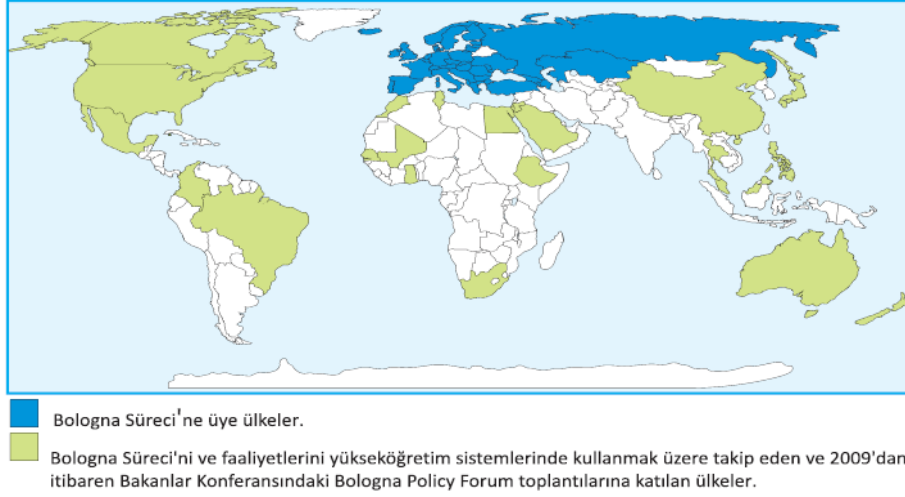 Bologna Süreci'ne üye ülkeler.
Bologna Süreci'ni ve faaliyetlerini yükseköğretim sistemlerinde kullanmak üzere takip eden ve 2009'dan
itibaren Bakanlar Konferansındaki Bologna Policy Forum toplantılarına katılan ülkeler.